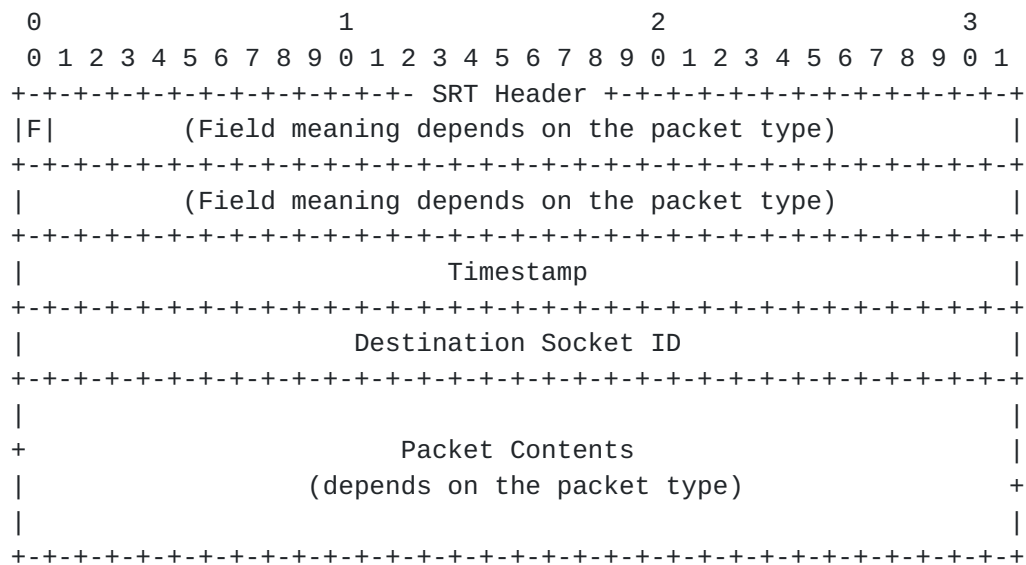 0                   1                   2                   3
 0 1 2 3 4 5 6 7 8 9 0 1 2 3 4 5 6 7 8 9 0 1 2 3 4 5 6 7 8 9 0 1
+-+-+-+-+-+-+-+-+-+-+-+-+- SRT Header +-+-+-+-+-+-+-+-+-+-+-+-+-+
|F|        (Field meaning depends on the packet type)           |
+-+-+-+-+-+-+-+-+-+-+-+-+-+-+-+-+-+-+-+-+-+-+-+-+-+-+-+-+-+-+-+-+
|          (Field meaning depends on the packet type)           |
+-+-+-+-+-+-+-+-+-+-+-+-+-+-+-+-+-+-+-+-+-+-+-+-+-+-+-+-+-+-+-+-+
|                           Timestamp                           |
+-+-+-+-+-+-+-+-+-+-+-+-+-+-+-+-+-+-+-+-+-+-+-+-+-+-+-+-+-+-+-+-+
|                     Destination Socket ID                     |
+-+-+-+-+-+-+-+-+-+-+-+-+-+-+-+-+-+-+-+-+-+-+-+-+-+-+-+-+-+-+-+-+
|                                                               |
+                        Packet Contents                        |
|                  (depends on the packet type)                 +
|                                                               |
+-+-+-+-+-+-+-+-+-+-+-+-+-+-+-+-+-+-+-+-+-+-+-+-+-+-+-+-+-+-+-+-+